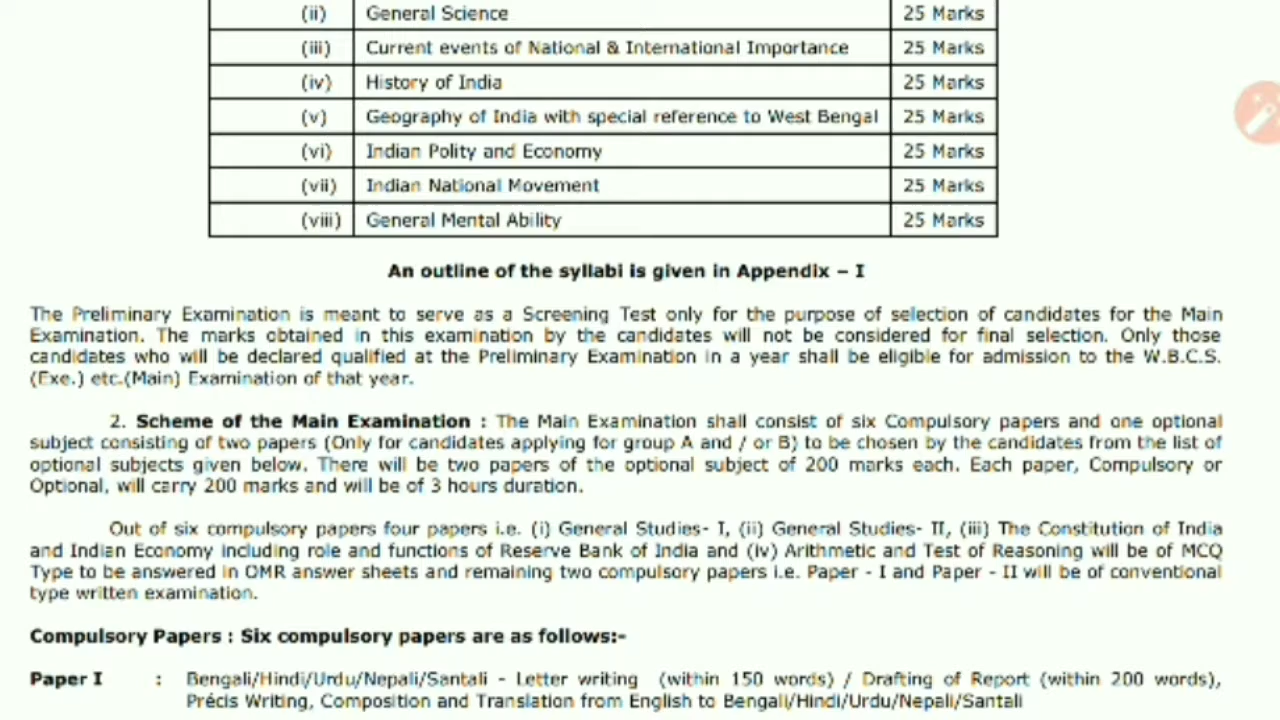 (ii) General Science 25 Marks
(iii) Current events of National & International Importance 25 Marks
(iv) History of India 25 Marks
(v) Geography of India with special reference to West Bengal 25 Marks
(vi) Indian Polity and Economy 25 Marks
(vii) Indian National Movement 25 Marks
(viii) General Mental Ability 25 Marks
An outline of the syllabi is given in Appendix – I
The Preliminary Examination is meant to serve as a Screening Test only for the purpose of selection of candidates for the Main
Examination. The marks obtained in this examination by the candidates will not be considered for final selection. Only those
candidates who will be declared qualified at the Preliminary Examination in a year shall be eligible for admission to the W.B.C.S.
(Exe.) etc.(Main) Examination of that year.
2. Scheme of the Main Examination : The Main Examination shall consist of six Compulsory papers and one optional
subject consisting of two papers (Only for candidates applying for group A and / or B) to be chosen by the candidates from the list of
optional subjects given below. There will be two papers of the optional subject of 200 marks each. Each paper, Compulsory or
Optional, will carry 200 marks and will be of 3 hours duration.
Out of six compulsory papers four papers i.e. (i) General Studies- I, (ii) General Studies- II, (iii) The Constitution of India
and Indian Economy including role and functions of Reserve Bank of India and (iv) Arithmetic and Test of Reasoning will be of MCQ
Type to be answered in OMR answer sheets and remaining two compulsory papers i.e. Paper - I and Paper - II will be of conventional
type written examination.
Compulsory Papers : Six compulsory papers are as follows:-
Paper I : Bengali/Hindi/Urdu/Nepali/Santali - Letter writing (within 150 words) / Drafting of Report (within 200 words),
Précis Writing, Composition and Translation from English to Bengali/Hindi/Urdu/Nepali/Santali